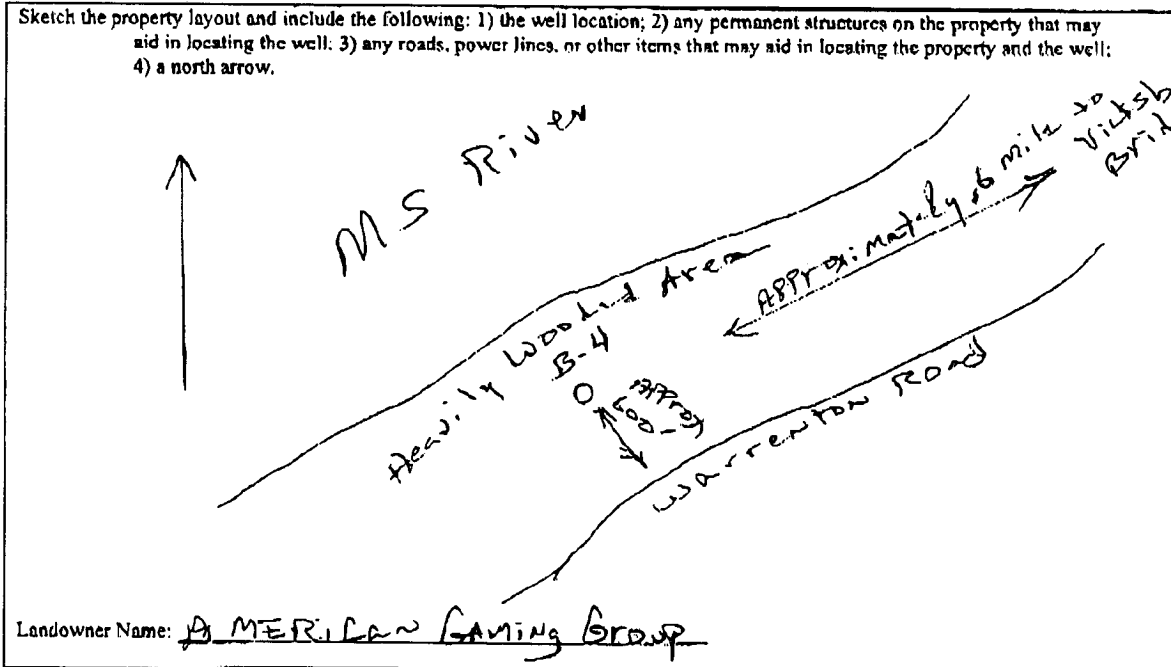 Sketch the property layout and include the following: 1) the well location; 2) any permanent structures on the property that may
aid in locating the well; 3) any roads, power lines, or other items that may aid in locating the property and the well;
4) a north arrow.
MS River
Approximately .6 mile to
Vicksb
Brid
Heavily Wooded Area
B-4
Approx
600'
Warrenton Road
Landowner Name: AMERICAN GAMING GROUP